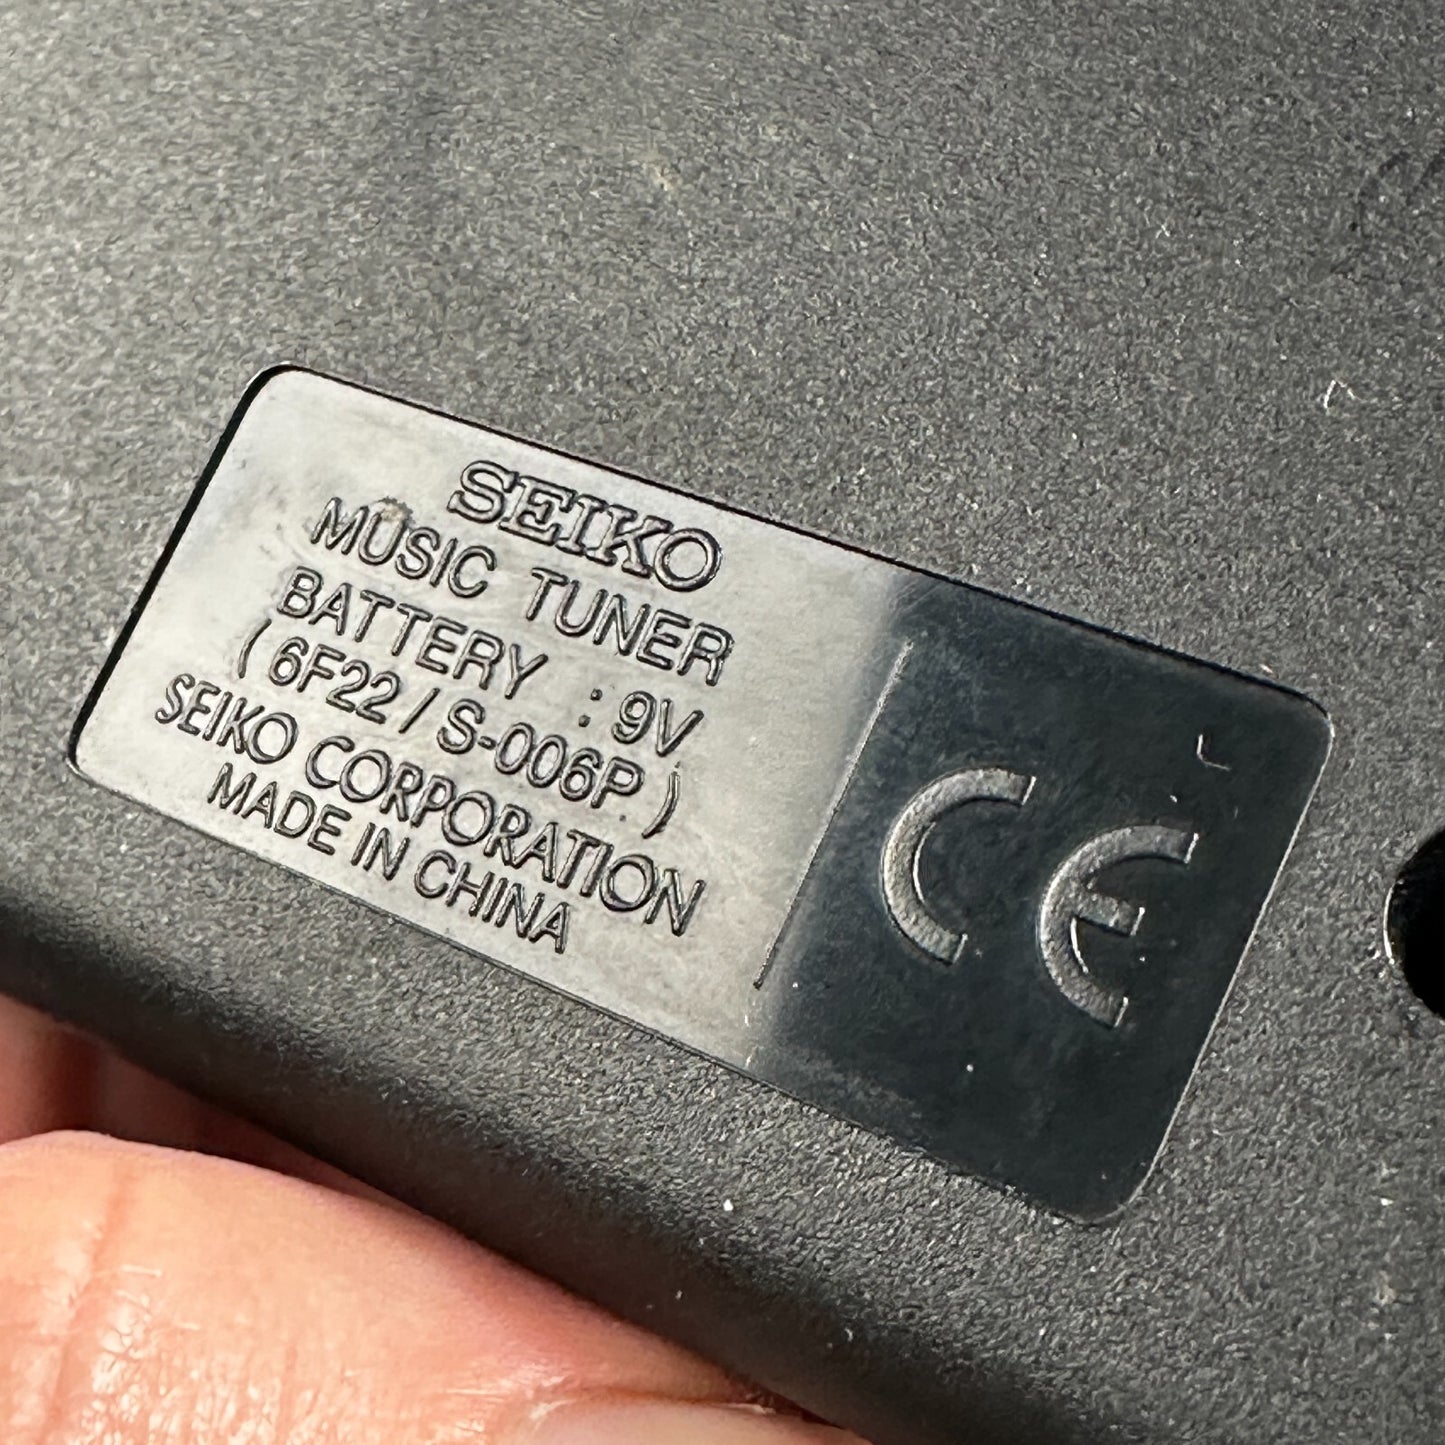 SEIKO
MUSIC TUNER
BATTERY : 9V
( 6F22 / S-006P )
SEIKO CORPORATION
MADE IN CHINA
CE